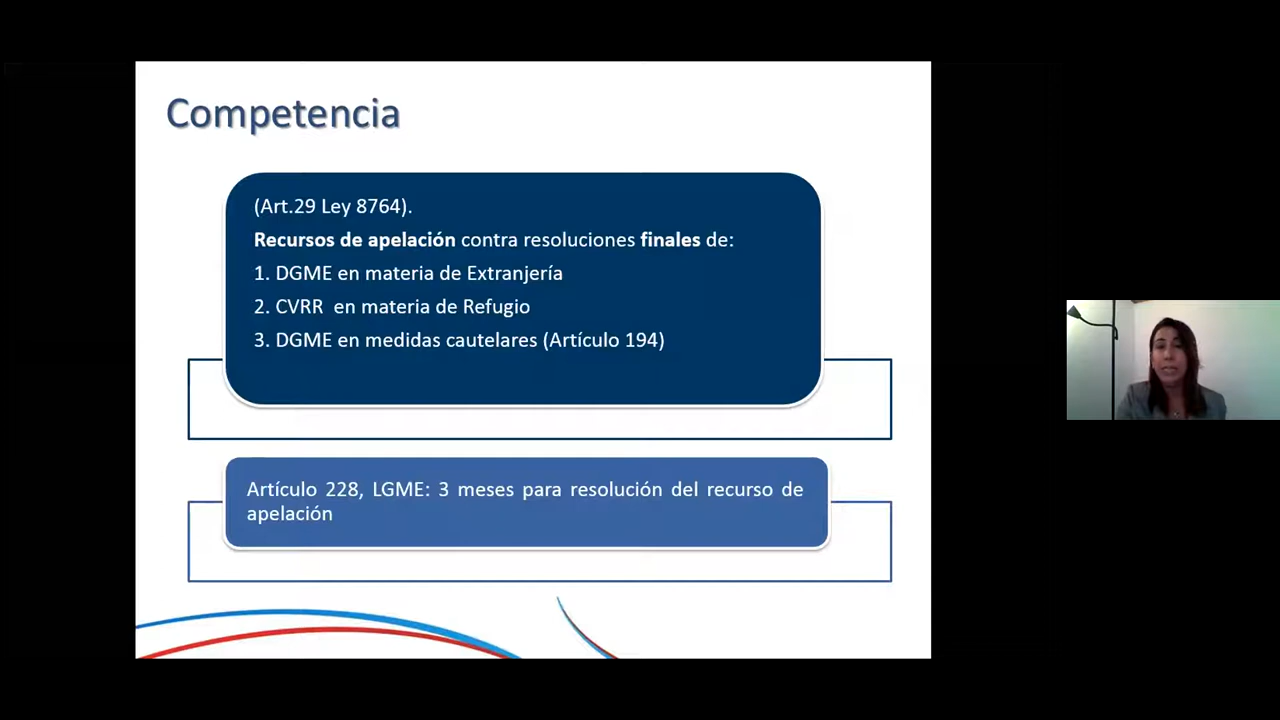 Competencia
(Art.29 Ley 8764).
Recursos de apelación contra resoluciones finales de:
1. DGME en materia de Extranjería
2. CVRR en materia de Refugio
3. DGME en medidas cautelares (Artículo 194)
Artículo 228, LGME: 3 meses para resolución del recurso de
apelación